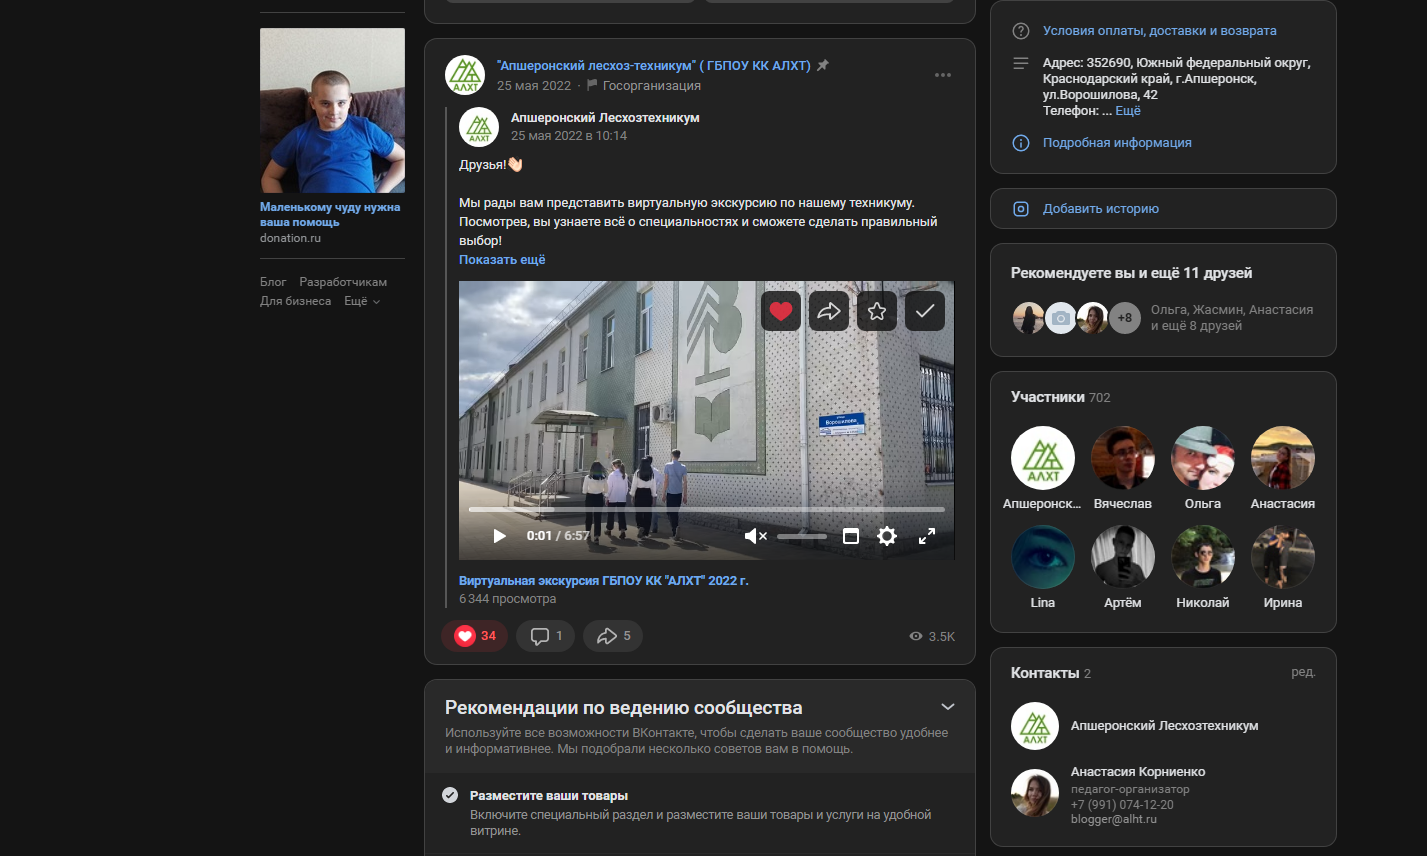 Маленькому чуду нужна
ваша помощь
donation.ru
Блог Разработчикам
Для бизнеса Ещё
"Апшеронский лесхоз-техникум" ( ГБПОУ КК АЛХТ)
25 мая 2022 · Госорганизация
АЛХТ
Апшеронский Лесхозтехникум
25 мая 2022 в 10:14
АЛХТ
Друзья!👋🏻
Мы рады вам представить виртуальную экскурсию по нашему техникуму.
Посмотрев, вы узнаете всё о специальностях и сможете сделать правильный
выбор!
Показать ещё
Ворошилова
0:01 / 6:57
Виртуальная экскурсия ГБПОУ КК "АЛХТ" 2022 г.
6 344 просмотра
34
1
5
3.5K
Рекомендации по ведению сообщества
Используйте все возможности ВКонтакте, чтобы сделать ваше сообщество удобнее
и информативнее. Мы подобрали несколько советов вам в помощь.
Разместите ваши товары
Включите специальный раздел и разместите ваши товары и услуги на удобной
витрине.
Условия оплаты, доставки и возврата
Адрес: 352690, Южный федеральный округ,
Краснодарский край, г.Апшеронск,
ул.Ворошилова, 42
Телефон: ... Ещё
Подробная информация
Добавить историю
Рекомендуете вы и ещё 11 друзей
+8
Ольга, Жасмин, Анастасия
и ещё 8 друзей
Участники 702
АЛХТ
Апшеронск... Вячеслав Ольга Анастасия
Lina Артём Николай Ирина
Контакты 2 ред.
АЛХТ
Апшеронский Лесхозтехникум
Анастасия Корниенко
педагог-организатор
+7 (991) 074-12-20
blogger@alht.ru